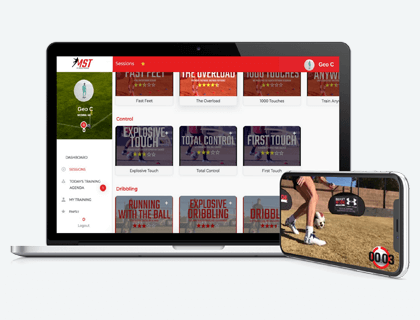 MST
Sessions
Geo C
Geo C
FAST FEET
THE OVERLOAD
1000 TOUCHES
ANYW
Fast Feet
The Overload
1000 Touches
Train Anyw
Control
EXPLOSIVE TOUCH
TOTAL CONTROL
FIRST TOUCH
Explosive Touch
Total Control
First Touch
Dribbling
RUNNING WITH THE BALL
EXPLOSIVE DRIBBLING
DRIBBL
DASHBOARD
SESSIONS
TODAY'S TRAINING AGENDA
MY TRAINING
Logout
00:03